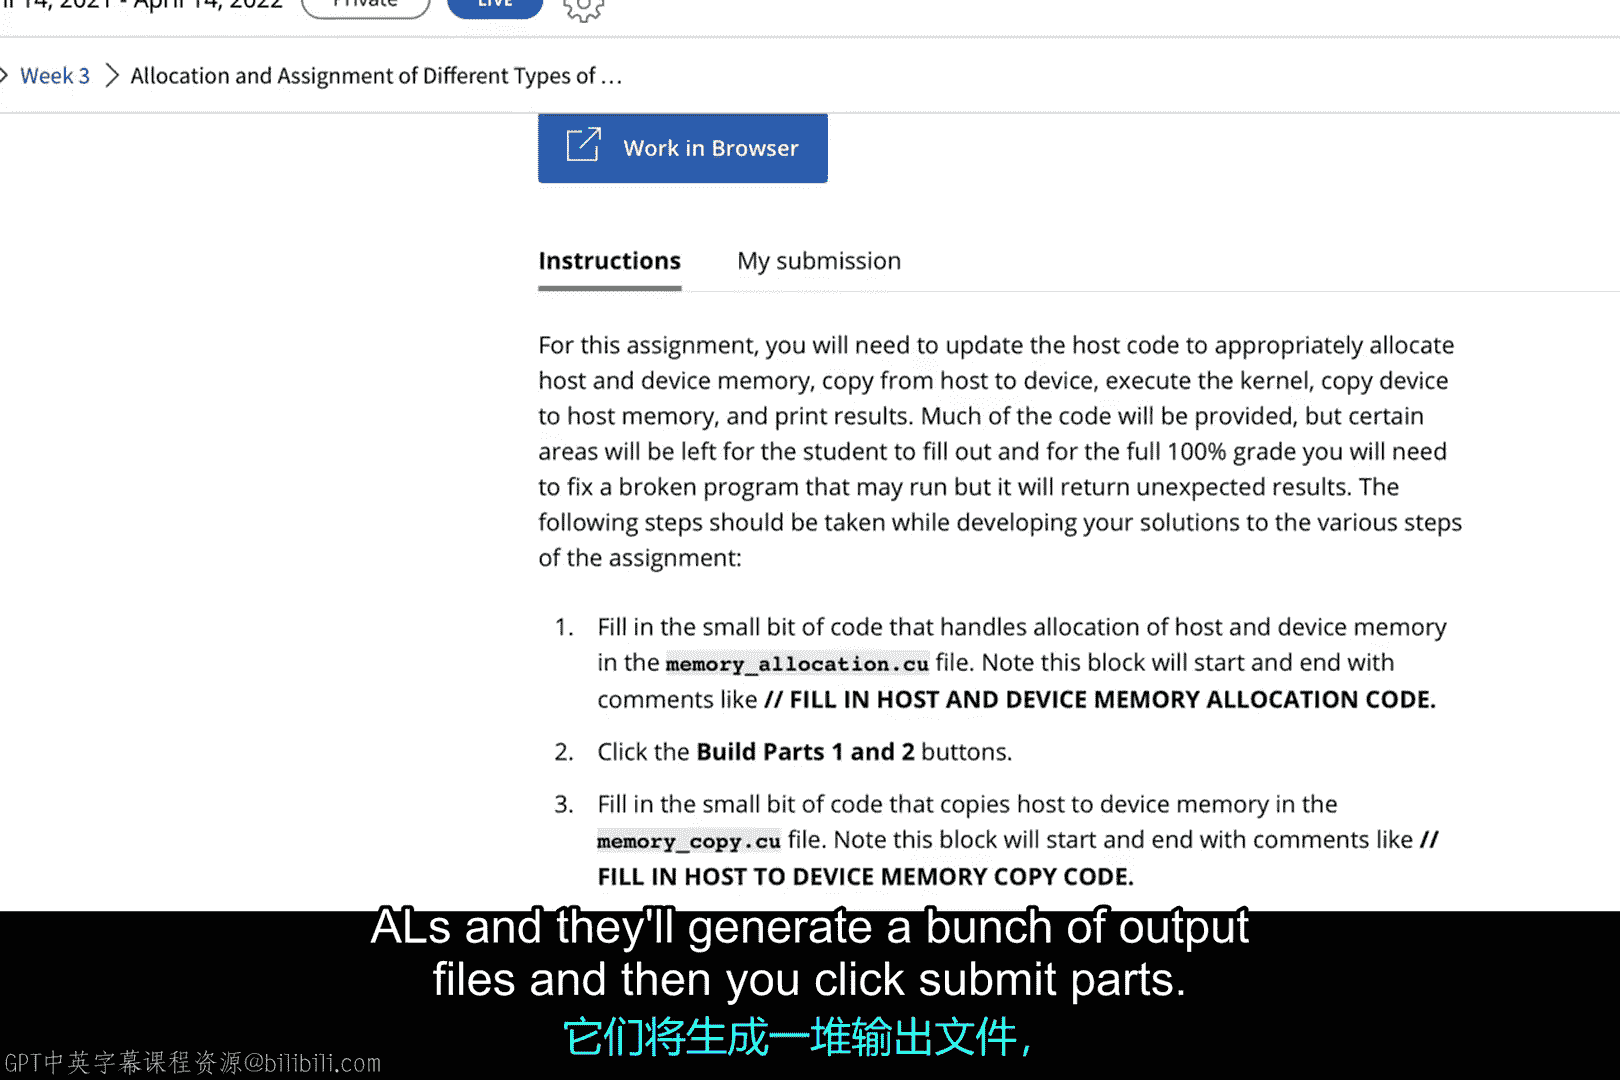 14, 2021 - April 14, 2022 Private LIVE
Week 3 Allocation and Assignment of Different Types of ...
Work in Browser
Instructions My submission
For this assignment, you will need to update the host code to appropriately allocate
host and device memory, copy from host to device, execute the kernel, copy device
to host memory, and print results. Much of the code will be provided, but certain
areas will be left for the student to fill out and for the full 100% grade you will need
to fix a broken program that may run but it will return unexpected results. The
following steps should be taken while developing your solutions to the various steps
of the assignment:
1. Fill in the small bit of code that handles allocation of host and device memory
in the memory_allocation.cu file. Note this block will start and end with
comments like // FILL IN HOST AND DEVICE MEMORY ALLOCATION CODE.
2. Click the Build Parts 1 and 2 buttons.
3. Fill in the small bit of code that copies host to device memory in the
memory_copy.cu file. Note this block will start and end with comments like //
FILL IN HOST TO DEVICE MEMORY COPY CODE.
ALs and they'll generate a bunch of output
files and then you click submit parts.
它们将生成一堆输出文件，
GPT中英字幕课程资源@bilibili.com